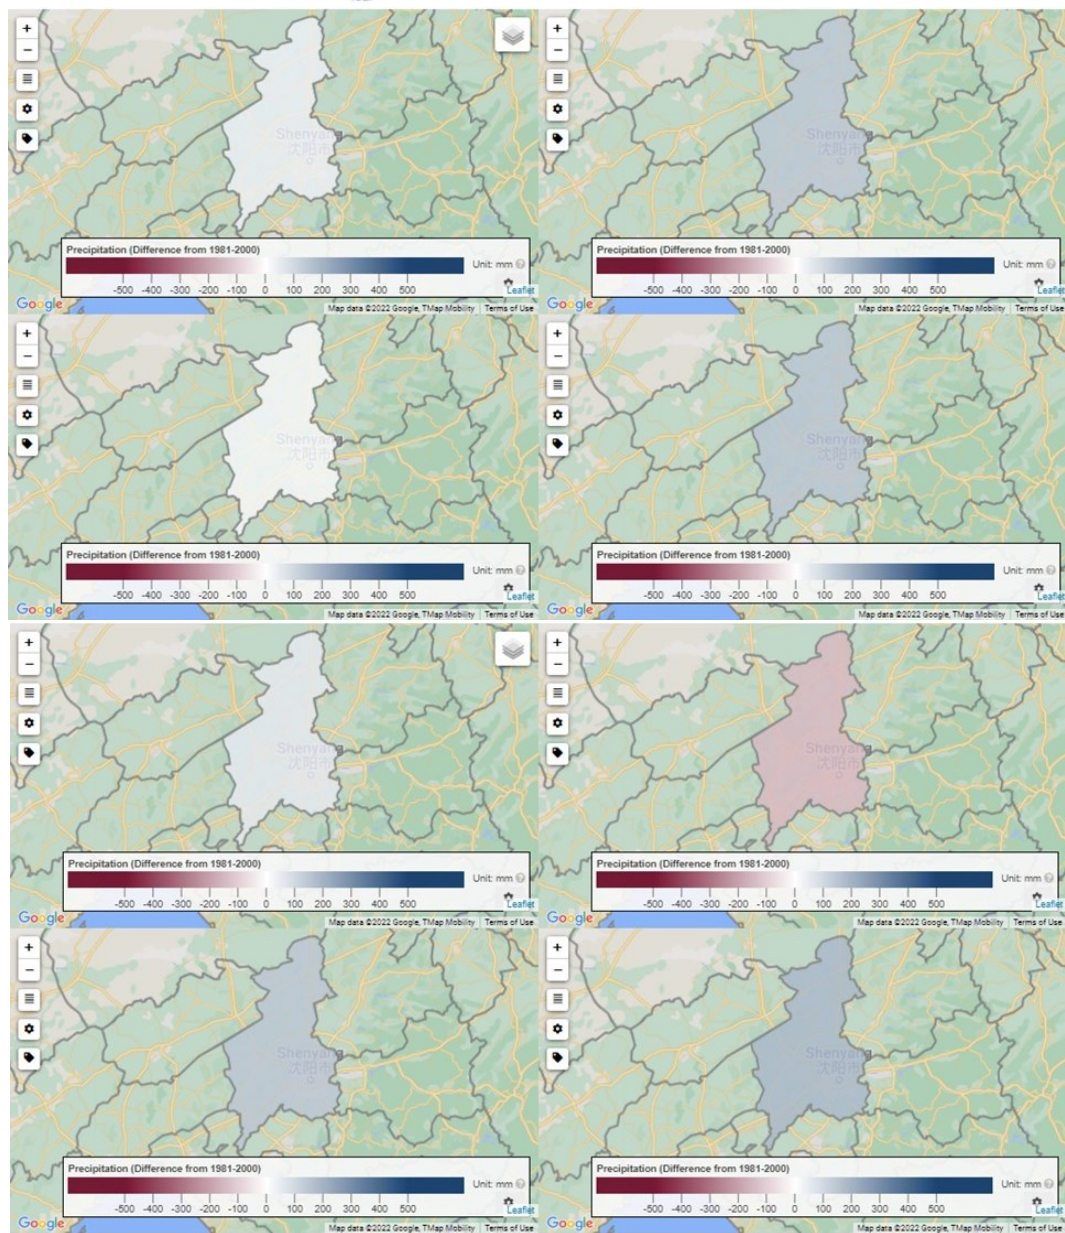 +
−
Shenyang
沈阳市
Precipitation (Difference from 1981-2000)
Unit: mm
-500 -400 -300 -200 -100 0 100 200 300 400 500
Leaflet
Google
Map data ©2022 Google, TMap Mobility Terms of Use
+
−
Shenyang
沈阳市
Precipitation (Difference from 1981-2000)
Unit: mm
-500 -400 -300 -200 -100 0 100 200 300 400 500
Leaflet
Google
Map data ©2022 Google, TMap Mobility Terms of Use
+
−
Shenyang
沈阳市
Precipitation (Difference from 1981-2000)
Unit: mm
-500 -400 -300 -200 -100 0 100 200 300 400 500
Leaflet
Google
Map data ©2022 Google, TMap Mobility Terms of Use
+
−
Shenyang
沈阳市
Precipitation (Difference from 1981-2000)
Unit: mm
-500 -400 -300 -200 -100 0 100 200 300 400 500
Leaflet
Google
Map data ©2022 Google, TMap Mobility Terms of Use
+
−
Shenyang
沈阳市
Precipitation (Difference from 1981-2000)
Unit: mm
-500 -400 -300 -200 -100 0 100 200 300 400 500
Leaflet
Google
Map data ©2022 Google, TMap Mobility Terms of Use
+
−
Shenyang
沈阳市
Precipitation (Difference from 1981-2000)
Unit: mm
-500 -400 -300 -200 -100 0 100 200 300 400 500
Leaflet
Google
Map data ©2022 Google, TMap Mobility Terms of Use
+
−
Shenyang
沈阳市
Precipitation (Difference from 1981-2000)
Unit: mm
-500 -400 -300 -200 -100 0 100 200 300 400 500
Leaflet
Google
Map data ©2022 Google, TMap Mobility Terms of Use
+
−
Shenyang
沈阳市
Precipitation (Difference from 1981-2000)
Unit: mm
-500 -400 -300 -200 -100 0 100 200 300 400 500
Leaflet
Google
Map data ©2022 Google, TMap Mobility Terms of Use